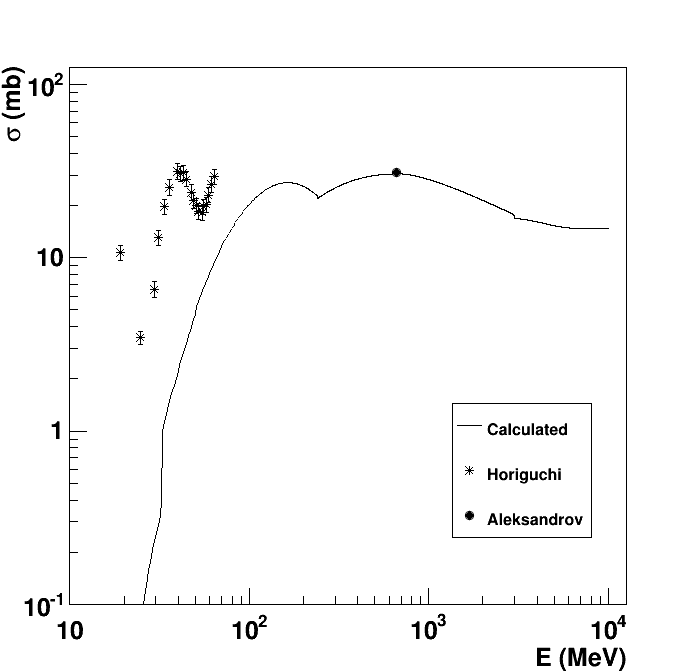 σ (mb)
10²
10
1
10⁻¹
Calculated
Horiguchi
Aleksandrov
10 10² 10³ 10⁴
E (MeV)